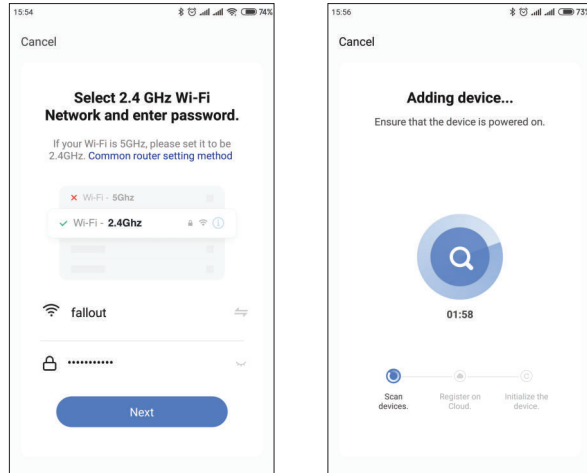 15:54
74%
Cancel
Select 2.4 GHz Wi-Fi
Network and enter password.
If your Wi-Fi is 5GHz, please set it to be
2.4GHz. Common router setting method
Wi-Fi - 5Ghz
Wi-Fi - 2.4Ghz
fallout
Next
15:56
73%
Cancel
Adding device...
Ensure that the device is powered on.
01:58
Scan
devices.
Register on
Cloud.
Initialize the
device.